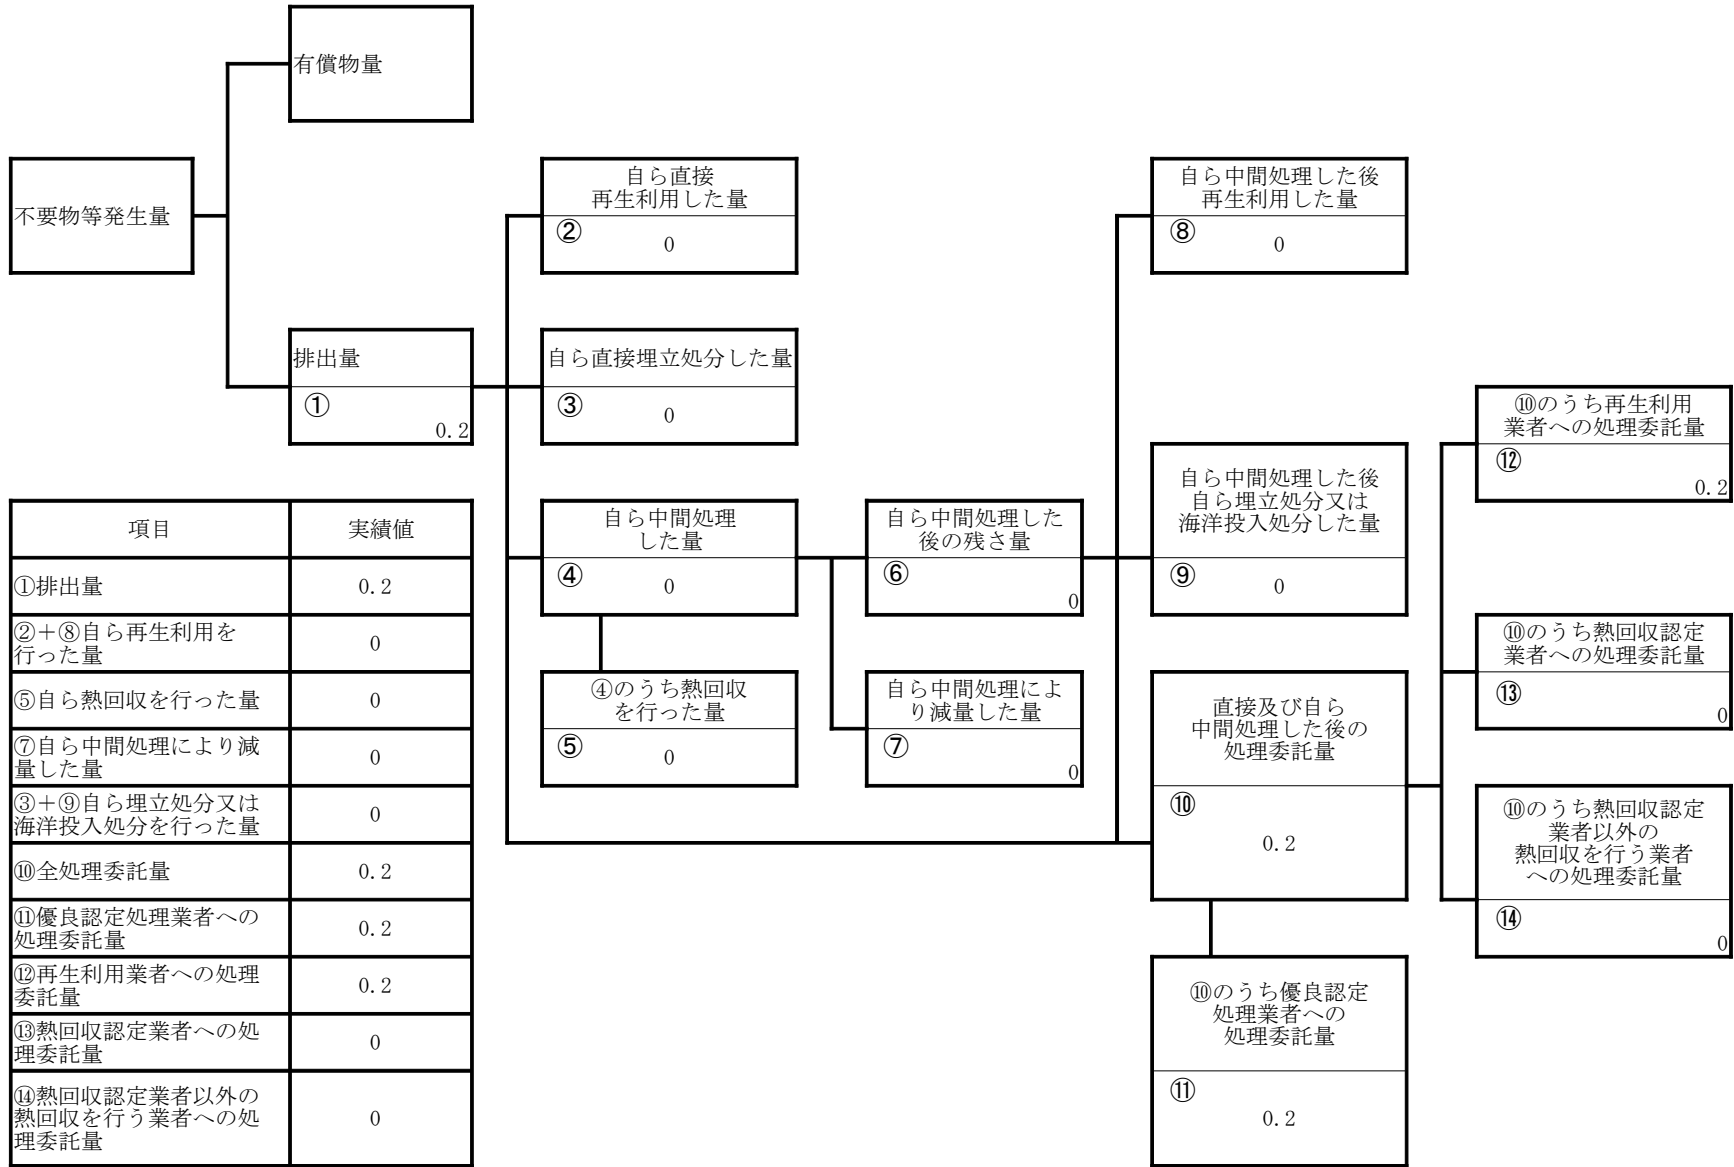 有償物量
不要物等発生量
自ら直接
再生利用した量
②
0
自ら中間処理した後
再生利用した量
⑧
0
排出量
①
0.2
自ら直接埋立処分した量
③
0
⑩のうち再生利用
業者への処理委託量
⑫
0.2
自ら中間処理
した量
④
0
自ら中間処理した
後の残さ量
⑥
0
自ら中間処理した後
自ら埋立処分又は
海洋投入処分した量
⑨
0
⑩のうち熱回収認定
業者への処理委託量
⑬
0
④のうち熱回収
を行った量
⑤
0
自ら中間処理によ
り減量した量
⑦
0
直接及び自ら
中間処理した後の
処理委託量
⑩
0.2
⑩のうち熱回収認定
業者以外の
熱回収を行う業者
への処理委託量
⑭
0
⑩のうち優良認定
処理業者への
処理委託量
⑪
0.2
項目 実績値
①排出量 0.2
②＋⑧自ら再生利用を
行った量 0
⑤自ら熱回収を行った量 0
⑦自ら中間処理により減
量した量 0
③＋⑨自ら埋立処分又は
海洋投入処分を行った量 0
⑩全処理委託量 0.2
⑪優良認定処理業者への
処理委託量 0.2
⑫再生利用業者への処理
委託量 0.2
⑬熱回収認定業者への処
理委託量 0
⑭熱回収認定業者以外の
熱回収を行う業者への処
理委託量 0